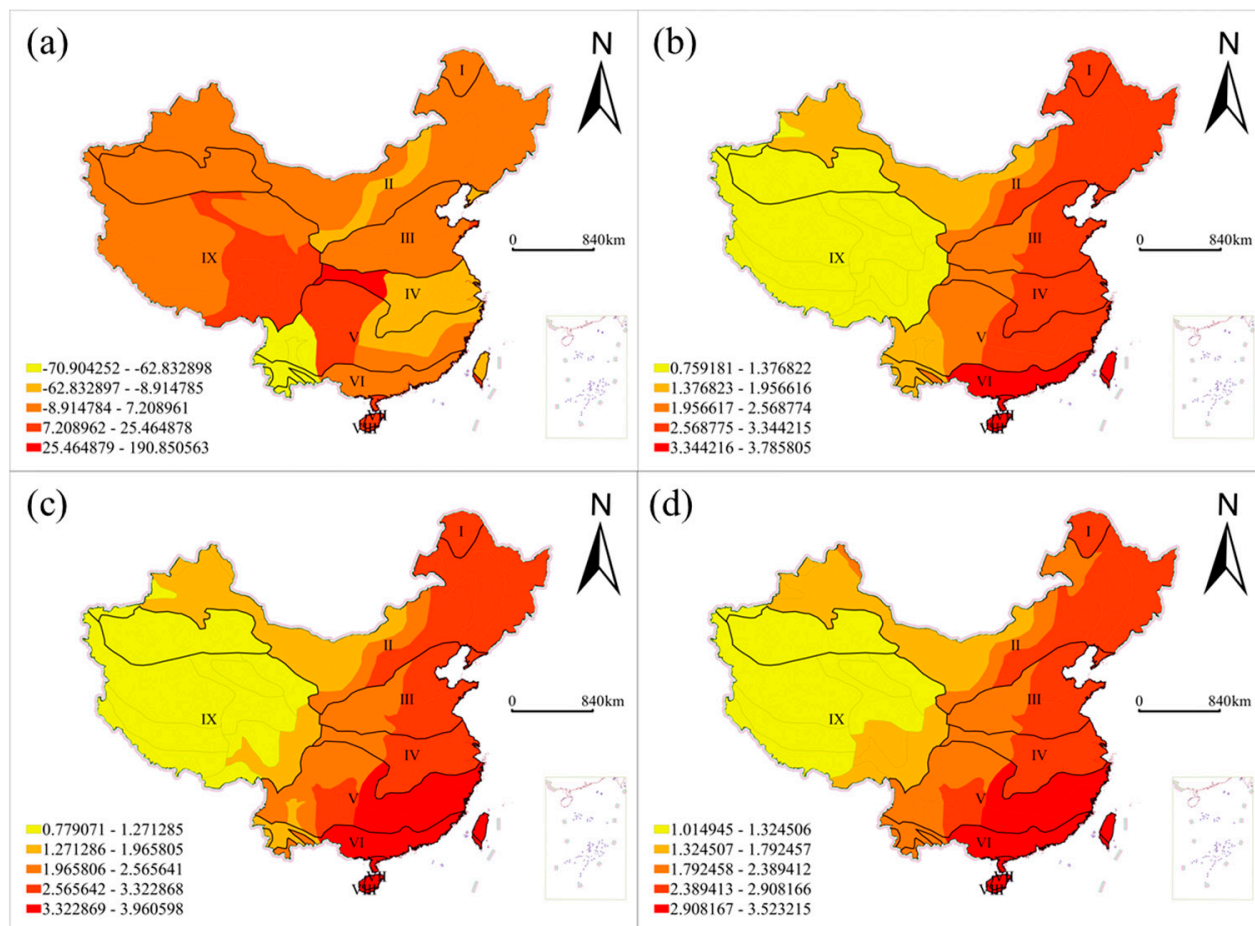 (a)
N
I
II
III
IX
IV
V
VI
0 840km
-70.904252 - -62.832898
-62.832897 - -8.914785
-8.914784 - 7.208961
7.208962 - 25.464878
25.464879 - 190.850563
(b)
N
I
II
III
IX
IV
V
VI
0 840km
0.759181 - 1.376822
1.376823 - 1.956616
1.956617 - 2.568774
2.568775 - 3.344215
3.344216 - 3.785805
(c)
N
I
II
III
IX
IV
V
VI
0 840km
0.779071 - 1.271285
1.271286 - 1.965805
1.965806 - 2.565641
2.565642 - 3.322868
3.322869 - 3.960598
(d)
N
I
II
III
IX
IV
V
VI
0 840km
1.014945 - 1.324506
1.324507 - 1.792457
1.792458 - 2.389412
2.389413 - 2.908166
2.908167 - 3.523215